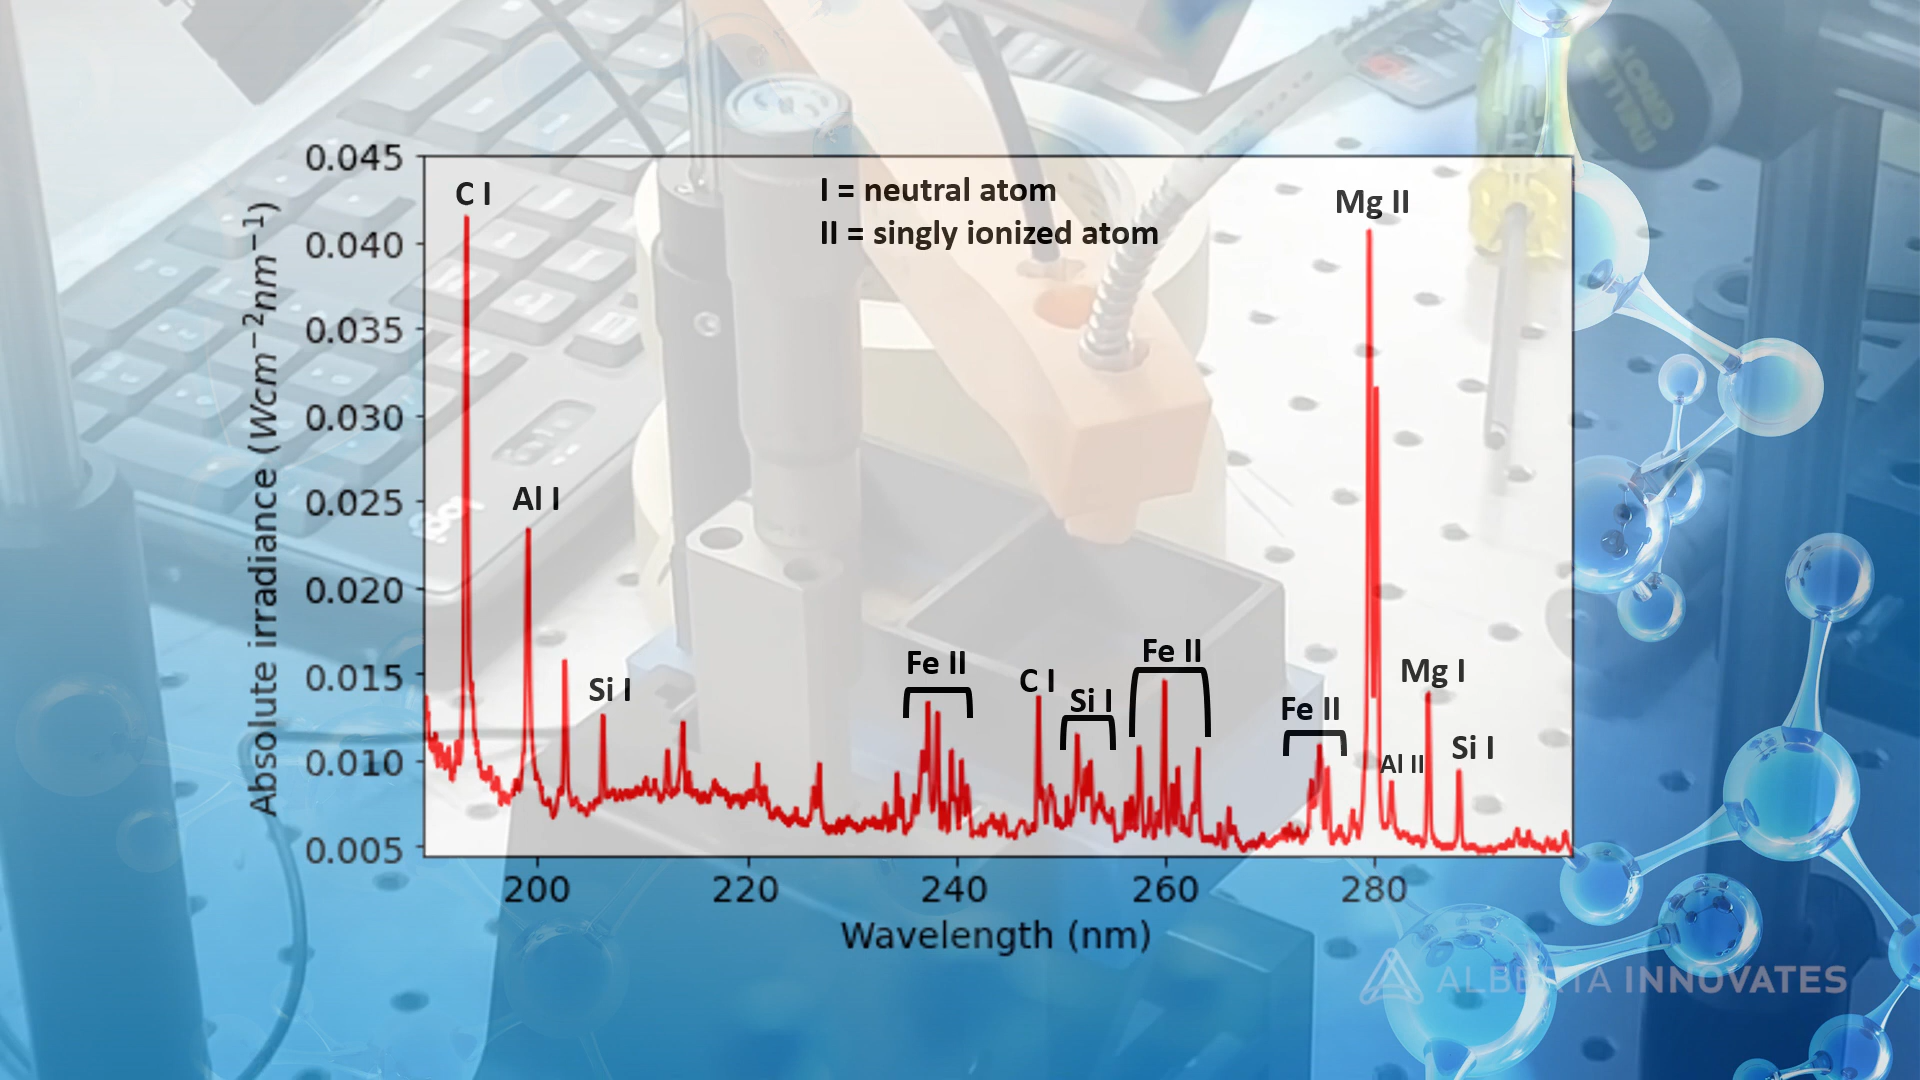 0.045
0.040
0.035
0.030
0.025
0.020
0.015
0.010
0.005
Absolute irradiance (Wcm⁻²nm⁻¹)
C I
I = neutral atom
II = singly ionized atom
Mg II
Al I
Si I
Fe II
C I
Si I
Fe II
Fe II
Al II
Mg I
Si I
200 220 240 260 280
Wavelength (nm)
ALBERTA INNOVATES